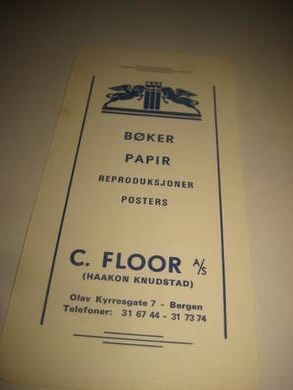 BØKER
PAPIR
REPRODUKSJONER
POSTERS
C. FLOOR A/S
(HAAKON KNUDSTAD)
Olav Kyrresgate 7 - Bergen
Telefoner: 31 67 44 - 31 73 74